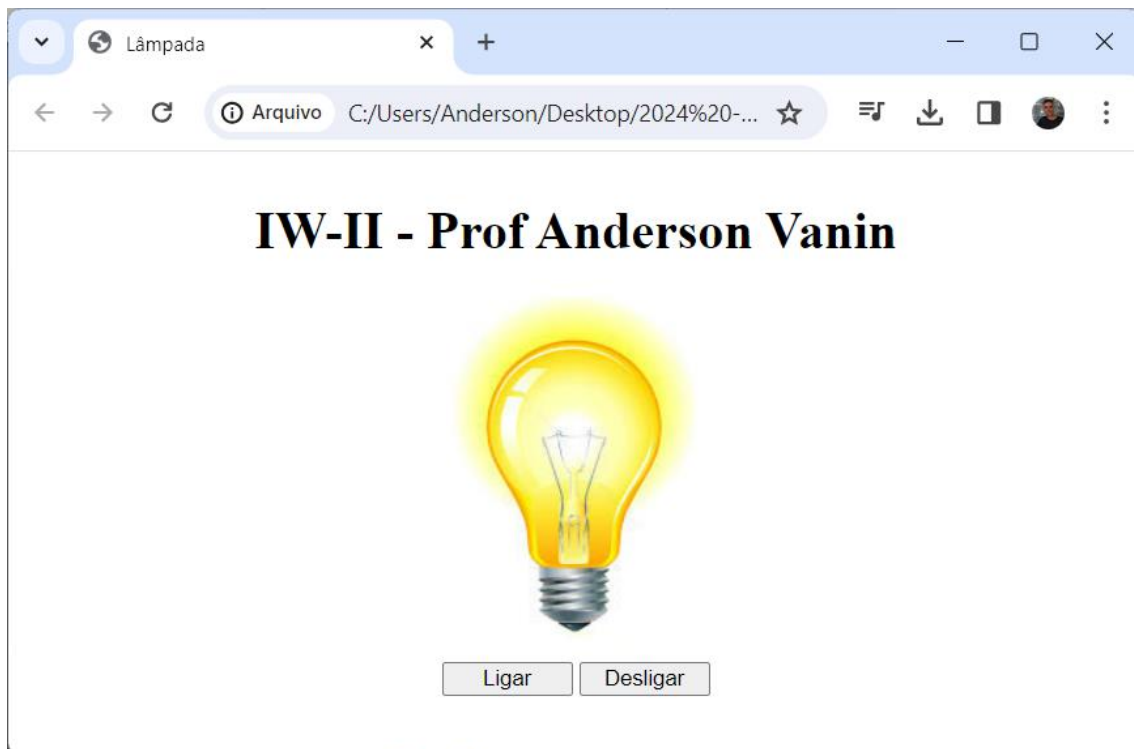 Lâmpada
Arquivo C:/Users/Anderson/Desktop/2024%20-...
IW-II - Prof Anderson Vanin
Ligar Desligar